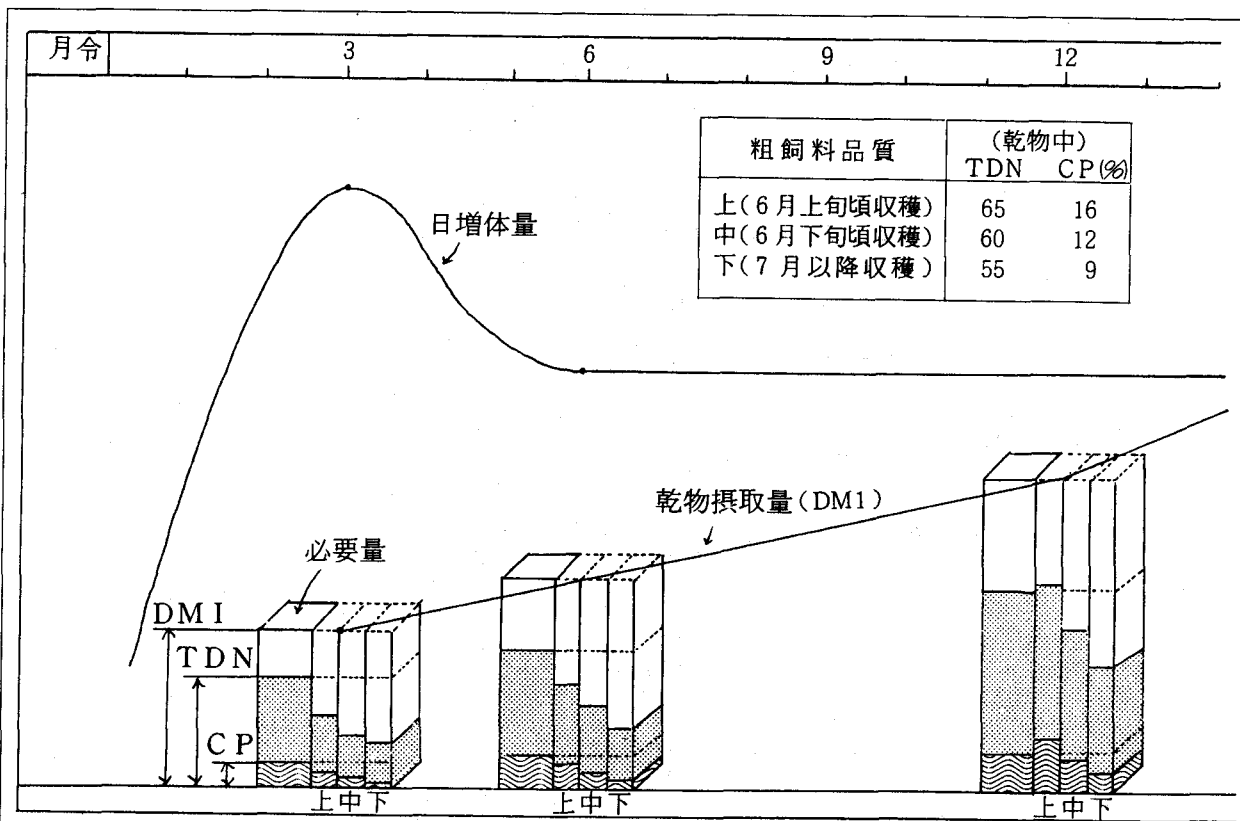 月令 3 6 9 12
粗飼料品質 (乾物中)
TDN CP(%)
上(6月上旬頃収穫) 65 16
中(6月下旬頃収穫) 60 12
下(7月以降収穫) 55 9
日増体量
乾物摂取量(DM1)
必要量
DMI
TDN
CP
上中下 上中下 上中下